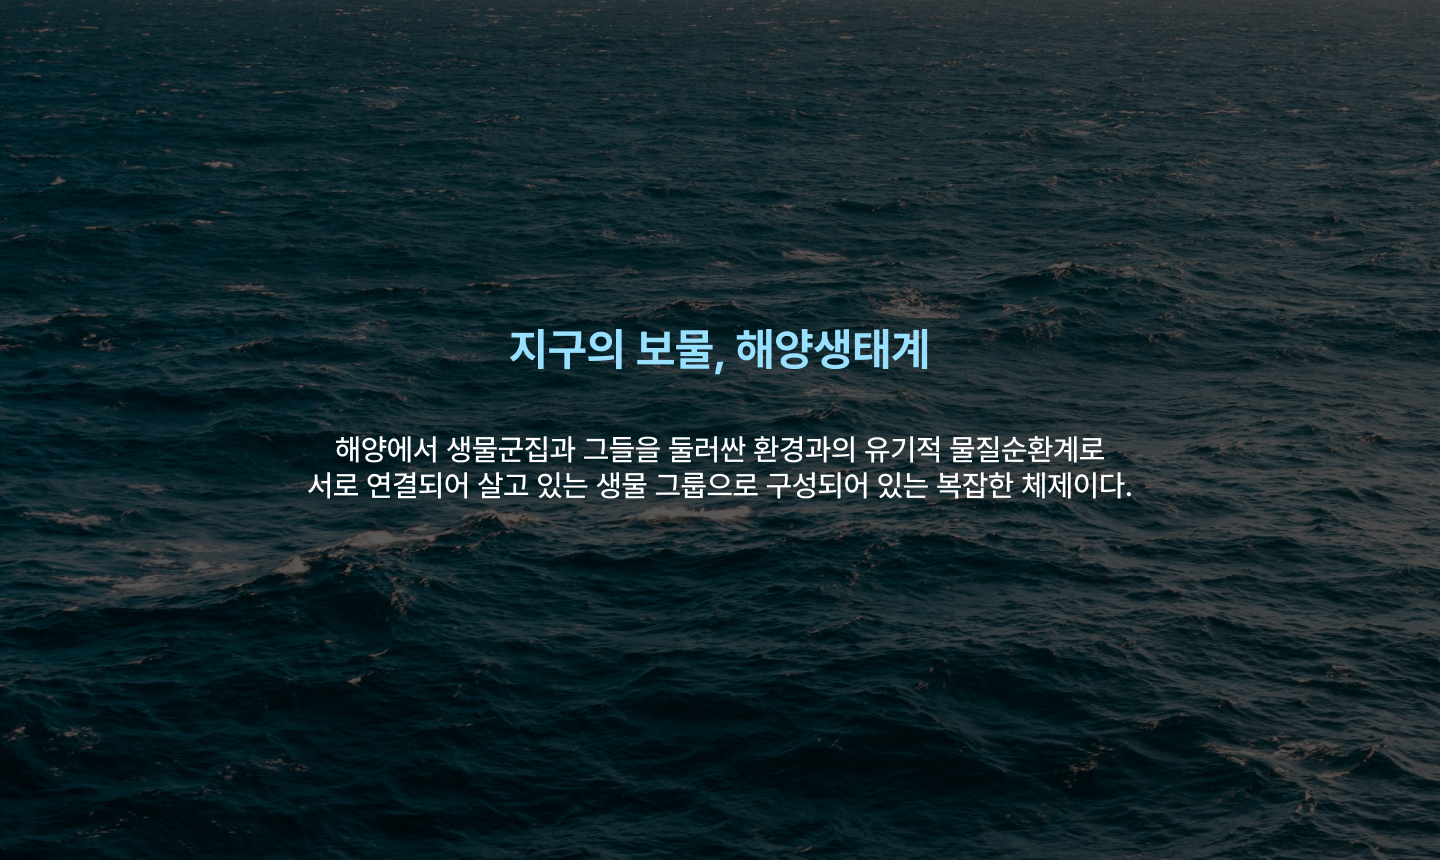 지구의 보물, 해양생태계
해양에서 생물군집과 그들을 둘러싼 환경과의 유기적 물질순환계로
서로 연결되어 살고 있는 생물 그룹으로 구성되어 있는 복잡한 체제이다.